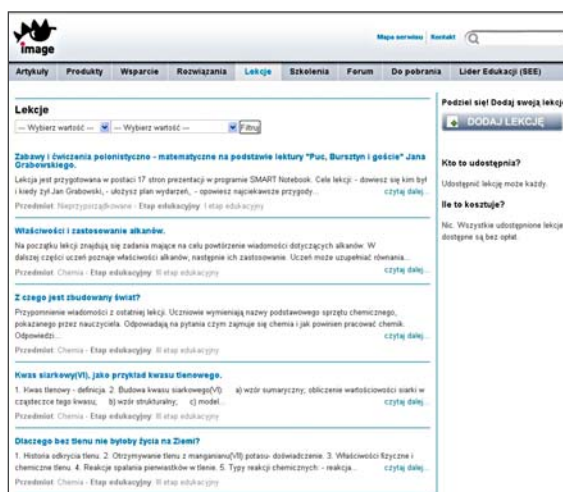 image
Mapa serwisu Kontakt
Artykuły Produkty Wsparcie Rozwiązania Lekcje Szkolenia Forum Do pobrania Lider Edukacji (SEE)
Lekcje
--- Wybierz wartość --- --- Wybierz wartość --- Filtruj
Zabawy i ćwiczenia polonistyczno - matematyczne na podstawie lektury "Puc, Bursztyn i goście" Jana
Grabowskiego.
Lekcja jest przygotowana w postaci 17 stron prezentacji w programie SMART Notebook. Cele lekcji: - dowiesz się kim był
i kiedy żył Jan Grabowski, - ułożysz plan wydarzeń, - opowiesz najciekawsze przygody... czytaj dalej...
Przedmiot: Nieprzyporządkowane - Etap edukacyjny: I etap edukacyjny
Właściwości i zastosowanie alkanów.
Na początku lekcji znajdują się zadania mające na celu powtórzenie wiadomości dotyczących alkanów. W
dalszej części uczeń poznaje właściwości alkanów, następnie ich zastosowanie. Uczeń może uzupełniać równania... czytaj dalej...
Przedmiot: Chemia - Etap edukacyjny: III etap edukacyjny
Z czego jest zbudowany świat?
Przypomnienie wiadomości z ostatniej lekcji. Uczniowie wymieniają nazwy podstawowego sprzętu chemicznego,
pokazanego przez nauczyciela. Odpowiadają na pytania czym zajmuje się chemia i jak powinien pracować chemik.
Odpowiedzi... czytaj dalej...
Przedmiot: Chemia - Etap edukacyjny: III etap edukacyjny
Kwas siarkowy(VI), jako przykład kwasu tlenowego.
1. Kwas tlenowy - definicja. 2. Budowa kwasu siarkowego(VI): a) wzór sumaryczny; obliczenie wartościowości siarki w
cząsteczce tego kwasu; b) wzór strukturalny; c) model... czytaj dalej...
Przedmiot: Chemia - Etap edukacyjny: III etap edukacyjny
Dlaczego bez tlenu nie byłoby życia na Ziemi?
1. Historia odkrycia tlenu. 2. Otrzymywanie tlenu z manganianu(VII) potasu- doświadczenie. 3. Właściwości fizyczne i
chemiczne tlenu. 4. Reakcje spalania pierwiastków w tlenie. 5. Typy reakcji chemicznych: - reakcja... czytaj dalej...
Przedmiot: Chemia - Etap edukacyjny: III etap edukacyjny
Podziel się! Dodaj swoją lekcję
DODAJ LEKCJĘ
Kto to udostępnia?
Udostępnić lekcję może każdy.
Ile to kosztuje?
Nic. Wszystkie udostępnione lekcje
dostępne są bez opłat.